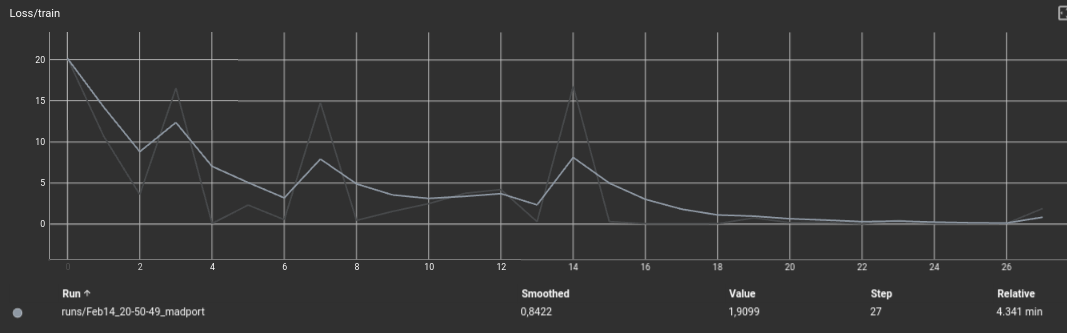 Loss/train
20
15
10
5
0
0 2 4 6 8 10 12 14 16 18 20 22 24 26
Run ↑ Smoothed Value Step Relative
runs/Feb14_20-50-49_madport 0,8422 1,9099 27 4.341 min